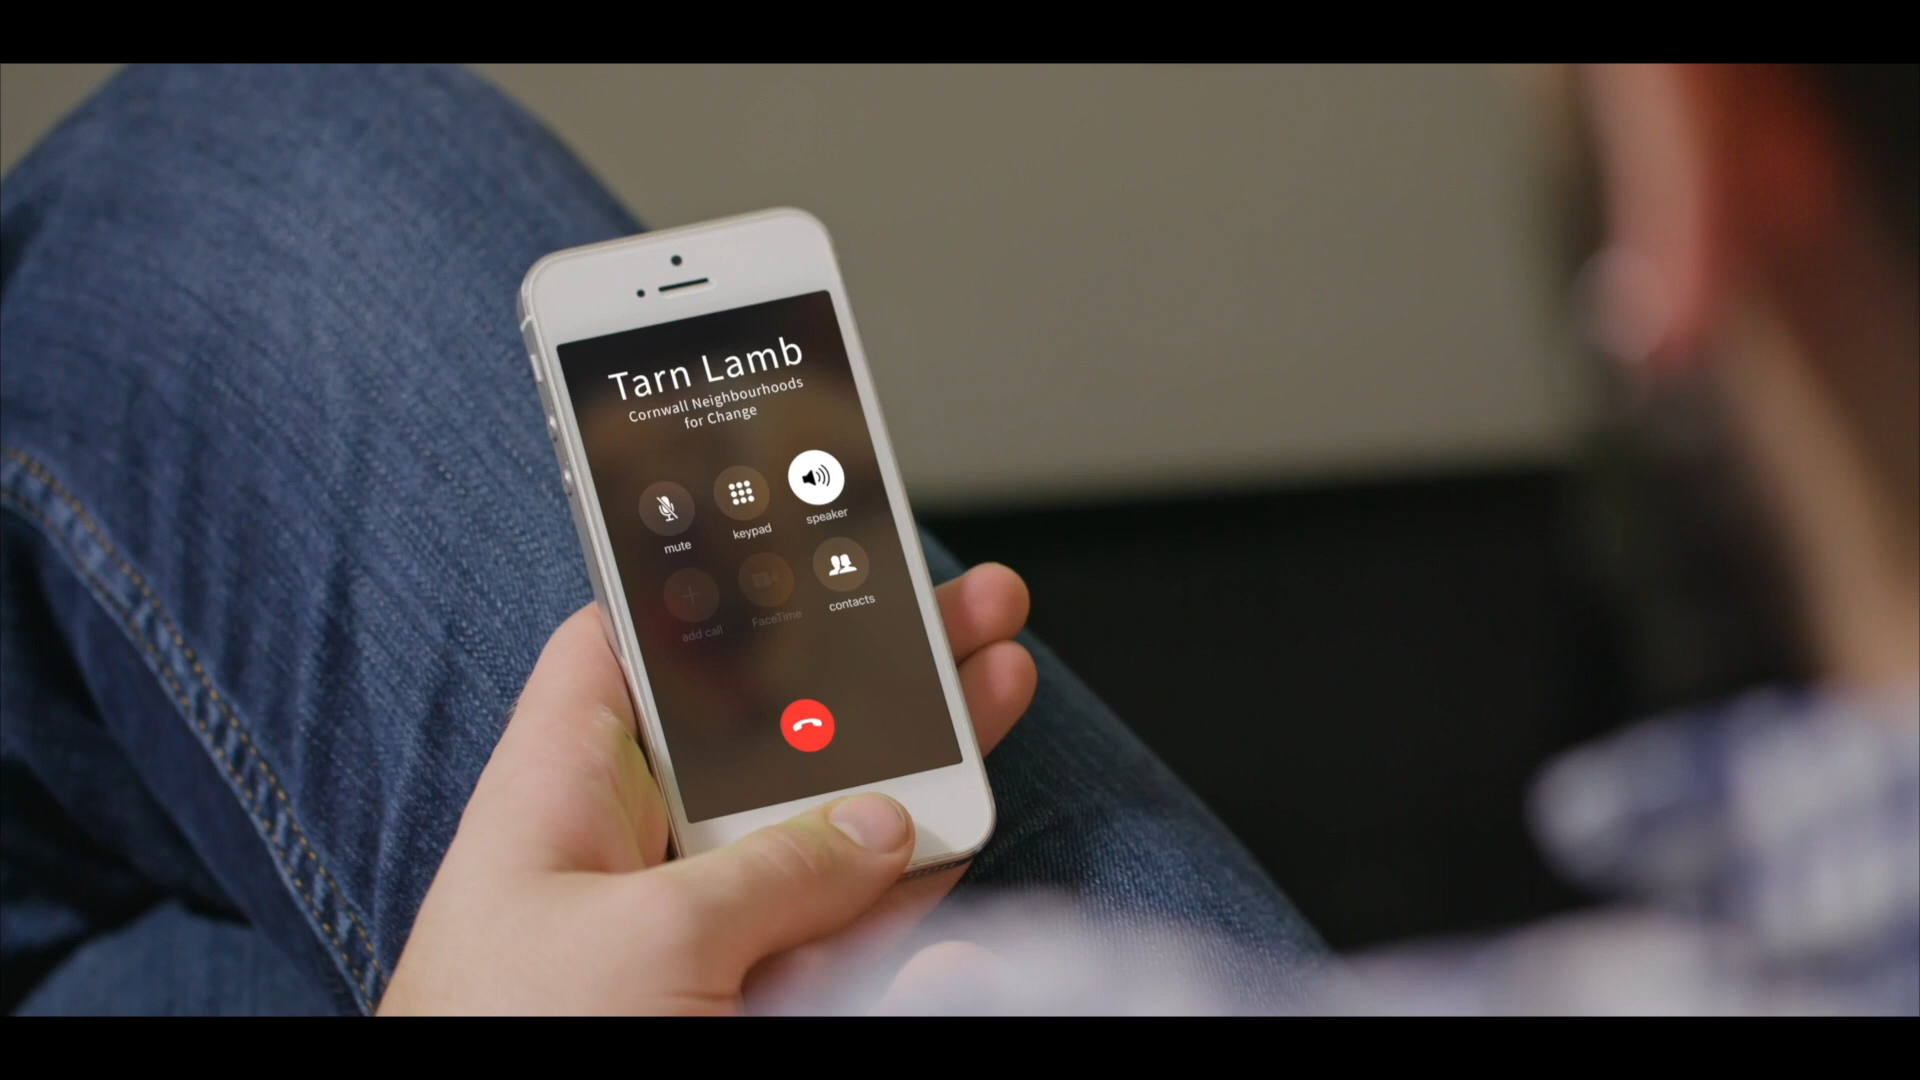 Tarn Lamb
Cornwall Neighbourhoods
for Change
mute
keypad
speaker
add call
FaceTime
contacts